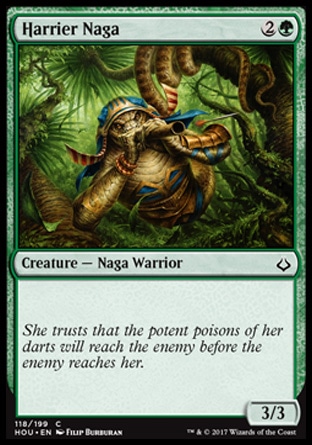 Harrier Naga 2
Creature — Naga Warrior
She trusts that the potent poisons of her
darts will reach the enemy before the
enemy reaches her.
3/3
118/199 C
HOU • EN Filip Burburan ™ & © 2017 Wizards of the Coast